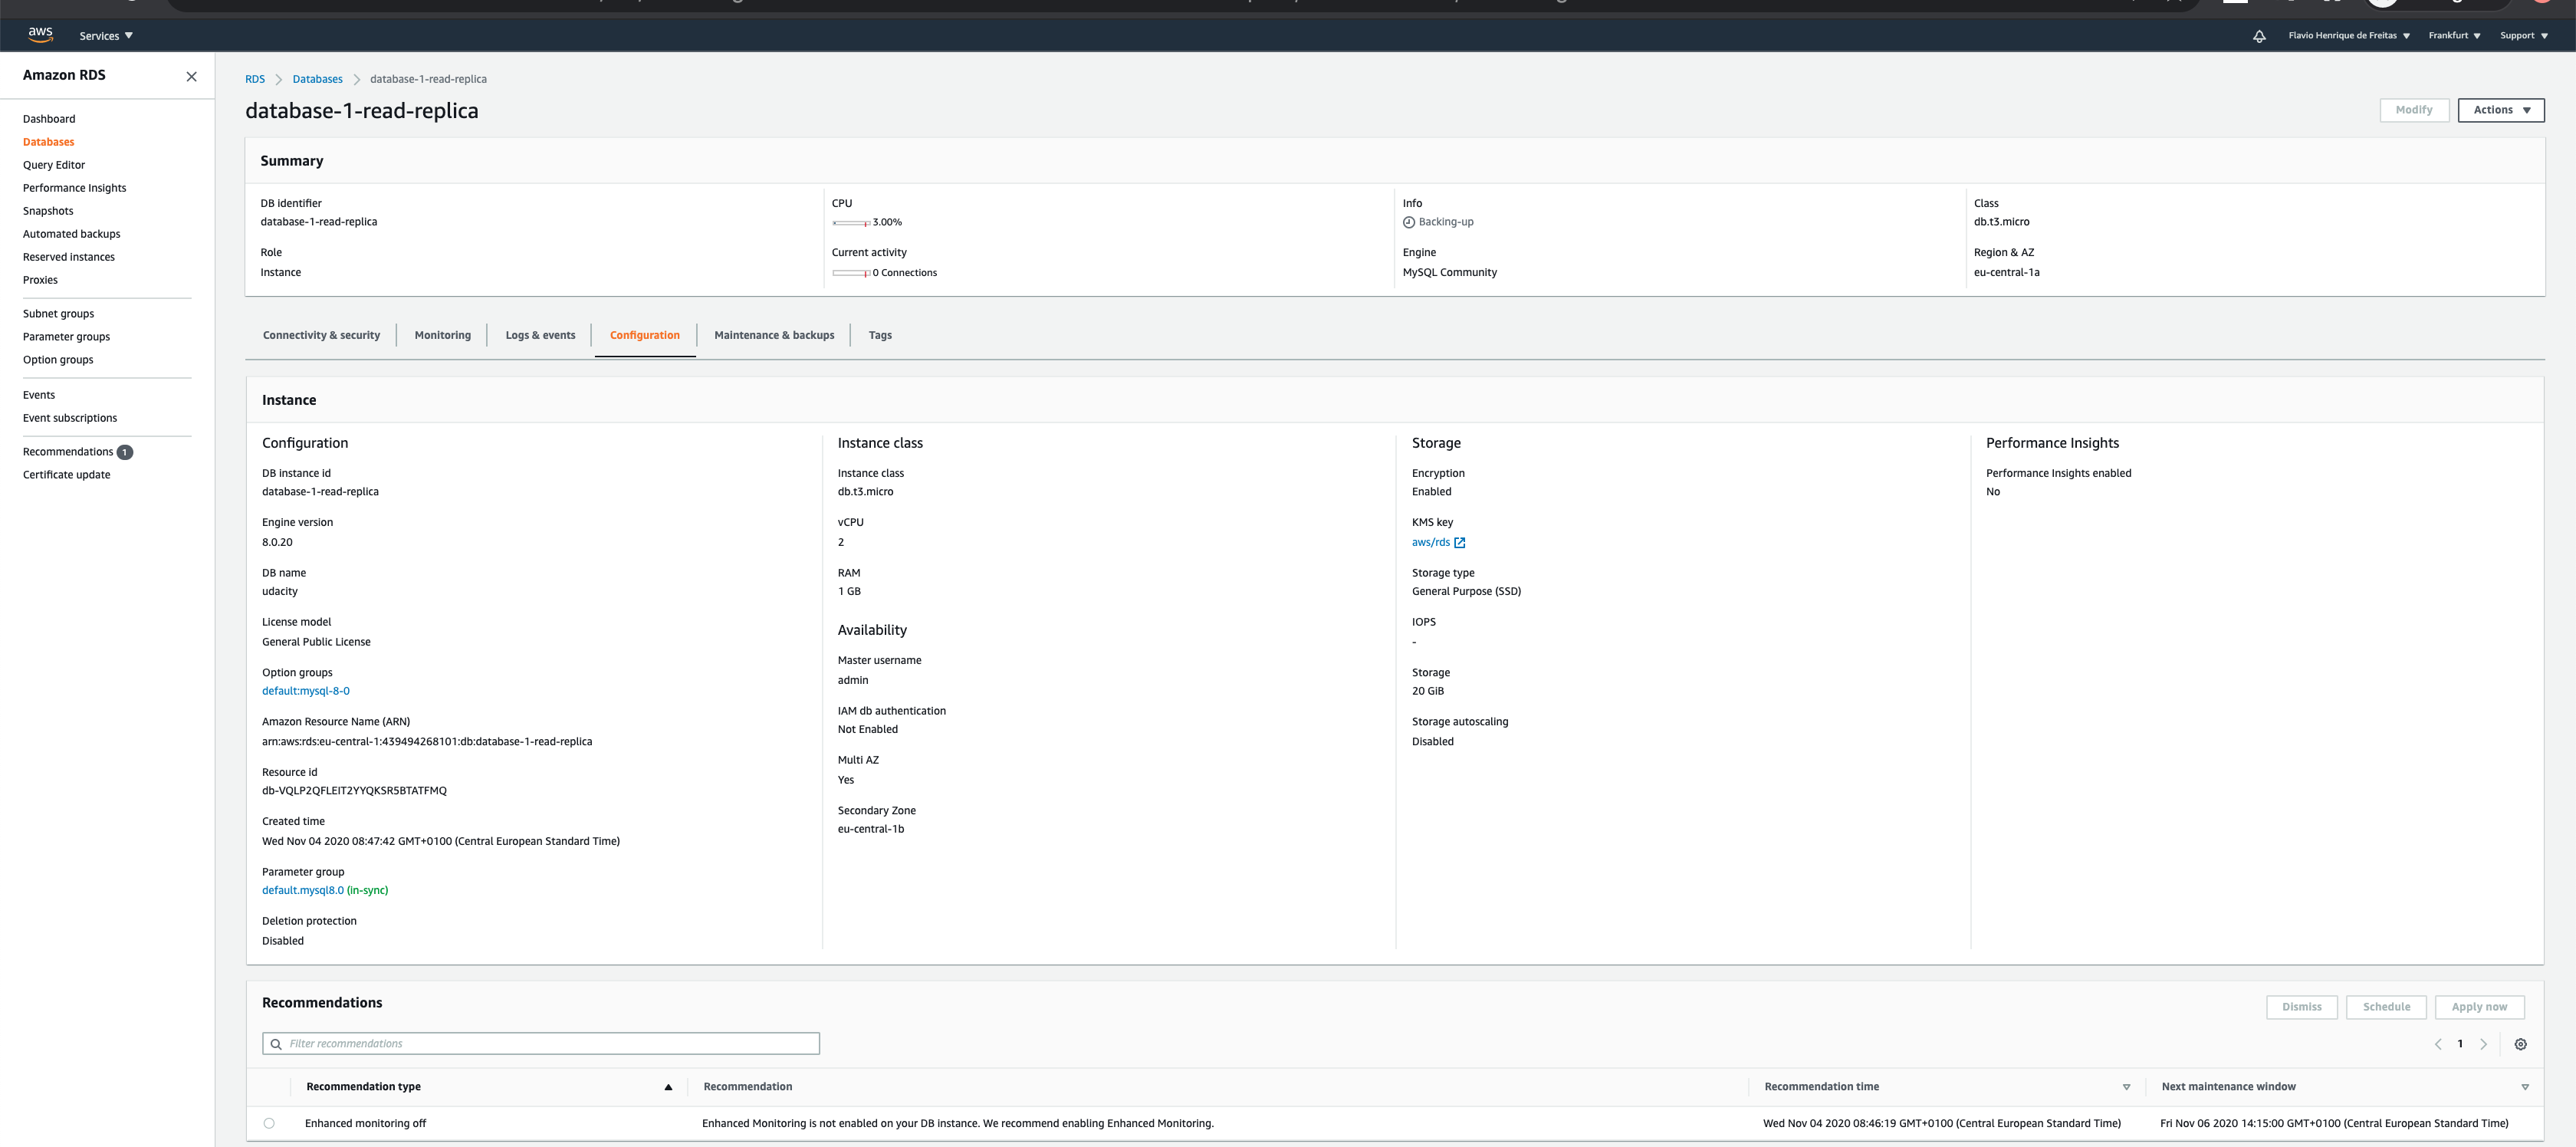 aws Services Flavio Henrique de Freitas Frankfurt Support
Amazon RDS
Dashboard
Databases
Query Editor
Performance Insights
Snapshots
Automated backups
Reserved instances
Proxies
Subnet groups
Parameter groups
Option groups
Events
Event subscriptions
Recommendations 1
Certificate update
RDS Databases database-1-read-replica
database-1-read-replica
Modify Actions
Summary
DB identifier
database-1-read-replica
Role
Instance
CPU
3.00%
Current activity
0 Connections
Info
Backing-up
Engine
MySQL Community
Class
db.t3.micro
Region & AZ
eu-central-1a
Connectivity & security Monitoring Logs & events Configuration Maintenance & backups Tags
Instance
Configuration
DB instance id
database-1-read-replica
Engine version
8.0.20
DB name
udacity
License model
General Public License
Option groups
default:mysql-8-0
Amazon Resource Name (ARN)
arn:aws:rds:eu-central-1:439494268101:db:database-1-read-replica
Resource id
db-VQLP2QFLEIT2YYQKSR5BTATFMQ
Created time
Wed Nov 04 2020 08:47:42 GMT+0100 (Central European Standard Time)
Parameter group
default.mysql8.0 (in-sync)
Deletion protection
Disabled
Instance class
Instance class
db.t3.micro
vCPU
2
RAM
1 GB
Availability
Master username
admin
IAM db authentication
Not Enabled
Multi AZ
Yes
Secondary Zone
eu-central-1b
Storage
Encryption
Enabled
KMS key
aws/rds
Storage type
General Purpose (SSD)
IOPS
-
Storage
20 GiB
Storage autoscaling
Disabled
Performance Insights
Performance Insights enabled
No
Recommendations
Dismiss Schedule Apply now
Filter recommendations
1
Recommendation type Recommendation Recommendation time Next maintenance window
Enhanced monitoring off Enhanced Monitoring is not enabled on your DB instance. We recommend enabling Enhanced Monitoring. Wed Nov 04 2020 08:46:19 GMT+0100 (Central European Standard Time) Fri Nov 06 2020 14:15:00 GMT+0100 (Central European Standard Time)